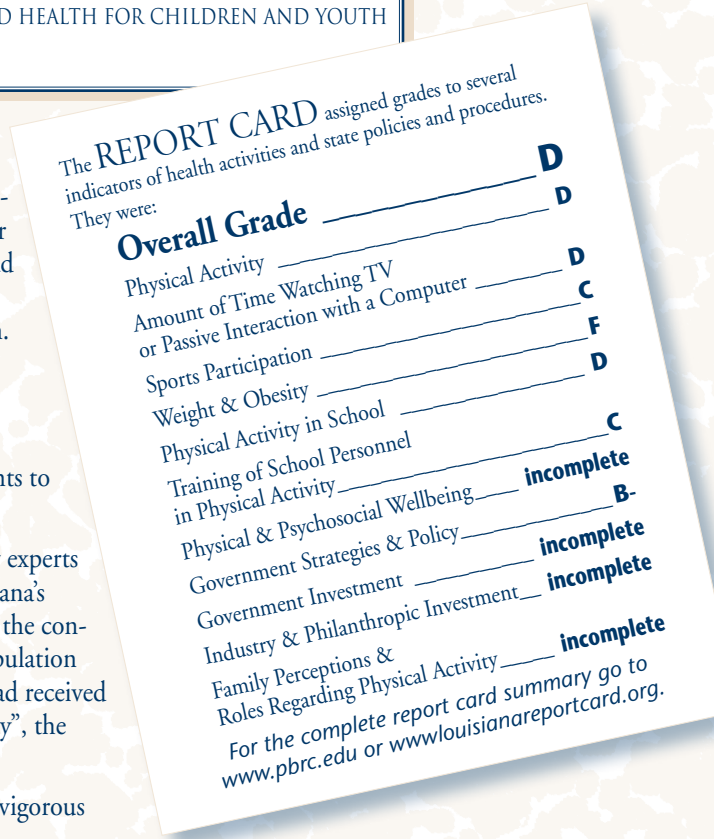 D HEALTH FOR CHILDREN AND YOUTH
The REPORT CARD assigned grades to several
indicators of health activities and state policies and procedures.
They were:
Overall Grade D
Physical Activity D
Amount of Time Watching TV
or Passive Interaction with a Computer D
Sports Participation C
Weight & Obesity F
Physical Activity in School D
Training of School Personnel
in Physical Activity C
Physical & Psychosocial Wellbeing incomplete
Government Strategies & Policy B-
Government Investment incomplete
Industry & Philanthropic Investment incomplete
Family Perceptions &
Roles Regarding Physical Activity incomplete
For the complete report card summary go to
www.pbrc.edu or wwwlouisianareportcard.org.
-
r
d
.
nts to
experts
ana's
the con-
pulation
ad received
y”, the
vigorous